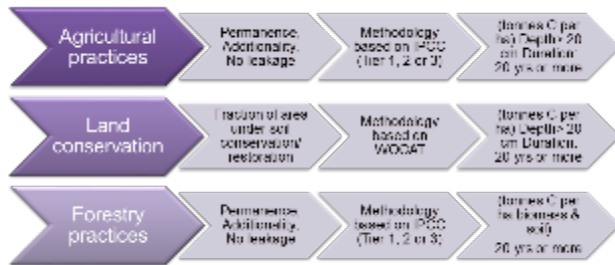 Agricultural
practices
Permanence,
Additionality,
No leakage
Methodology
based on IPCC
(Tier 1, 2 or 3)
(tonnes C per
ha) Depth> 20
cm Duration:
20 yrs or more
Land
conservation
Fraction of area
under soil
conservation/
restoration
Methodology
based on
WOCAT
(tonnes C per
ha) Depth> 20
cm Duration:
20 yrs or more
Forestry
practices
Permanence,
Additionality,
No leakage
Methodology
based on IPCC
(Tier 1, 2 or 3)
(tonnes C per
ha biomass &
soil)
20 yrs or more